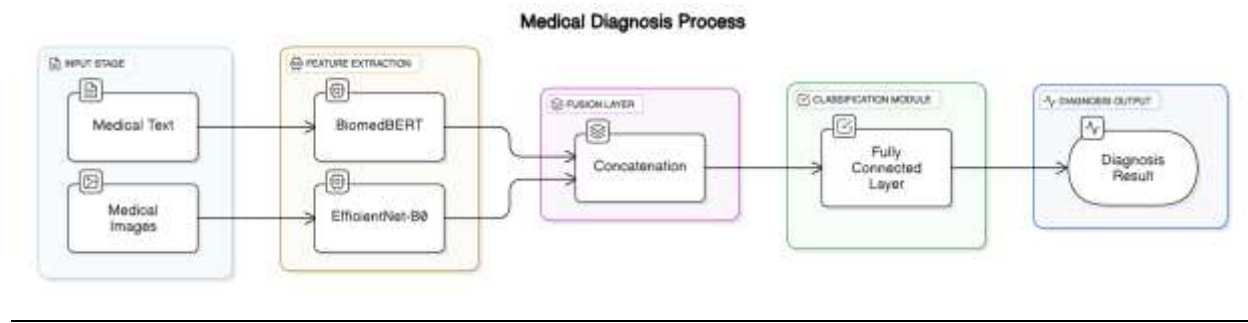 Medical Diagnosis Process
INPUT STAGE
Medical Text
Medical
Images
FEATURE EXTRACTION
BiomedBERT
EfficientNet-B0
FUSION LAYER
Concatenation
CLASSIFICATION MODULE
Fully
Connected
Layer
DIAGNOSIS OUTPUT
Diagnosis
Result